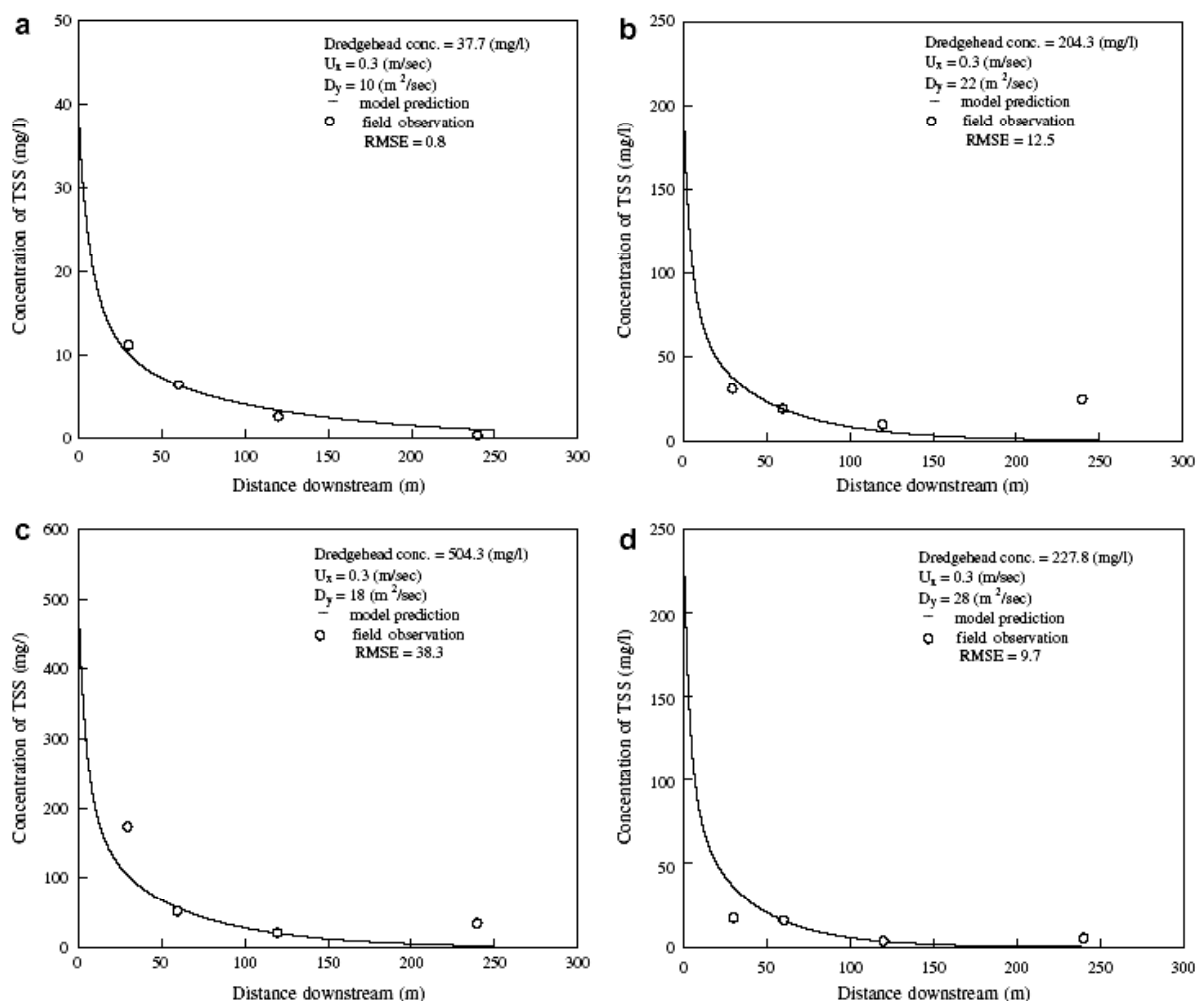 a
Dredgehead conc. = 37.7 (mg/l)
Uₓ = 0.3 (m/sec)
D_y = 10 (m²/sec)
— model prediction
field observation
RMSE = 0.8
Concentration of TSS (mg/l)
50
40
30
20
10
0
0 50 100 150 200 250 300
Distance downstream (m)
b
Dredgehead conc. = 204.3 (mg/l)
Uₓ = 0.3 (m/sec)
D_y = 22 (m²/sec)
— model prediction
field observation
RMSE = 12.5
Concentration of TSS (mg/l)
250
200
150
100
50
0
0 50 100 150 200 250 300
Distance downstream (m)
c
Dredgehead conc. = 504.3 (mg/l)
Uₓ = 0.3 (m/sec)
D_y = 18 (m²/sec)
— model prediction
field observation
RMSE = 38.3
Concentration of TSS (mg/)
600
500
400
300
200
100
0
0 50 100 150 200 250 300
Distance downstream (m)
d
Dredgehead conc. = 227.8 (mg/l)
Uₓ = 0.3 (m/sec)
D_y = 28 (m²/sec)
— model prediction
field observation
RMSE = 9.7
Concentration of TSS (mg/l)
250
200
150
100
50
0
0 50 100 150 200 250 300
Distance downstream (m)